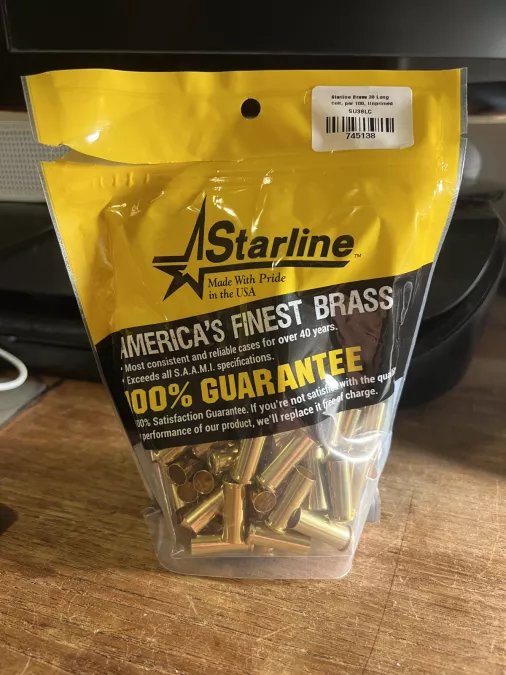 Starline Brass 38 Long
Colt, per 100, Unprimed
SU38LC
745138
Starline™
Made With Pride
in the USA
AMERICA'S FINEST BRASS
• Most consistent and reliable cases for over 40 years.
• Exceeds all S.A.A.M.I. specifications.
100% GUARANTEE
100% Satisfaction Guarantee. If you're not satisfied with the
performance of our product, we'll replace it free of charge.